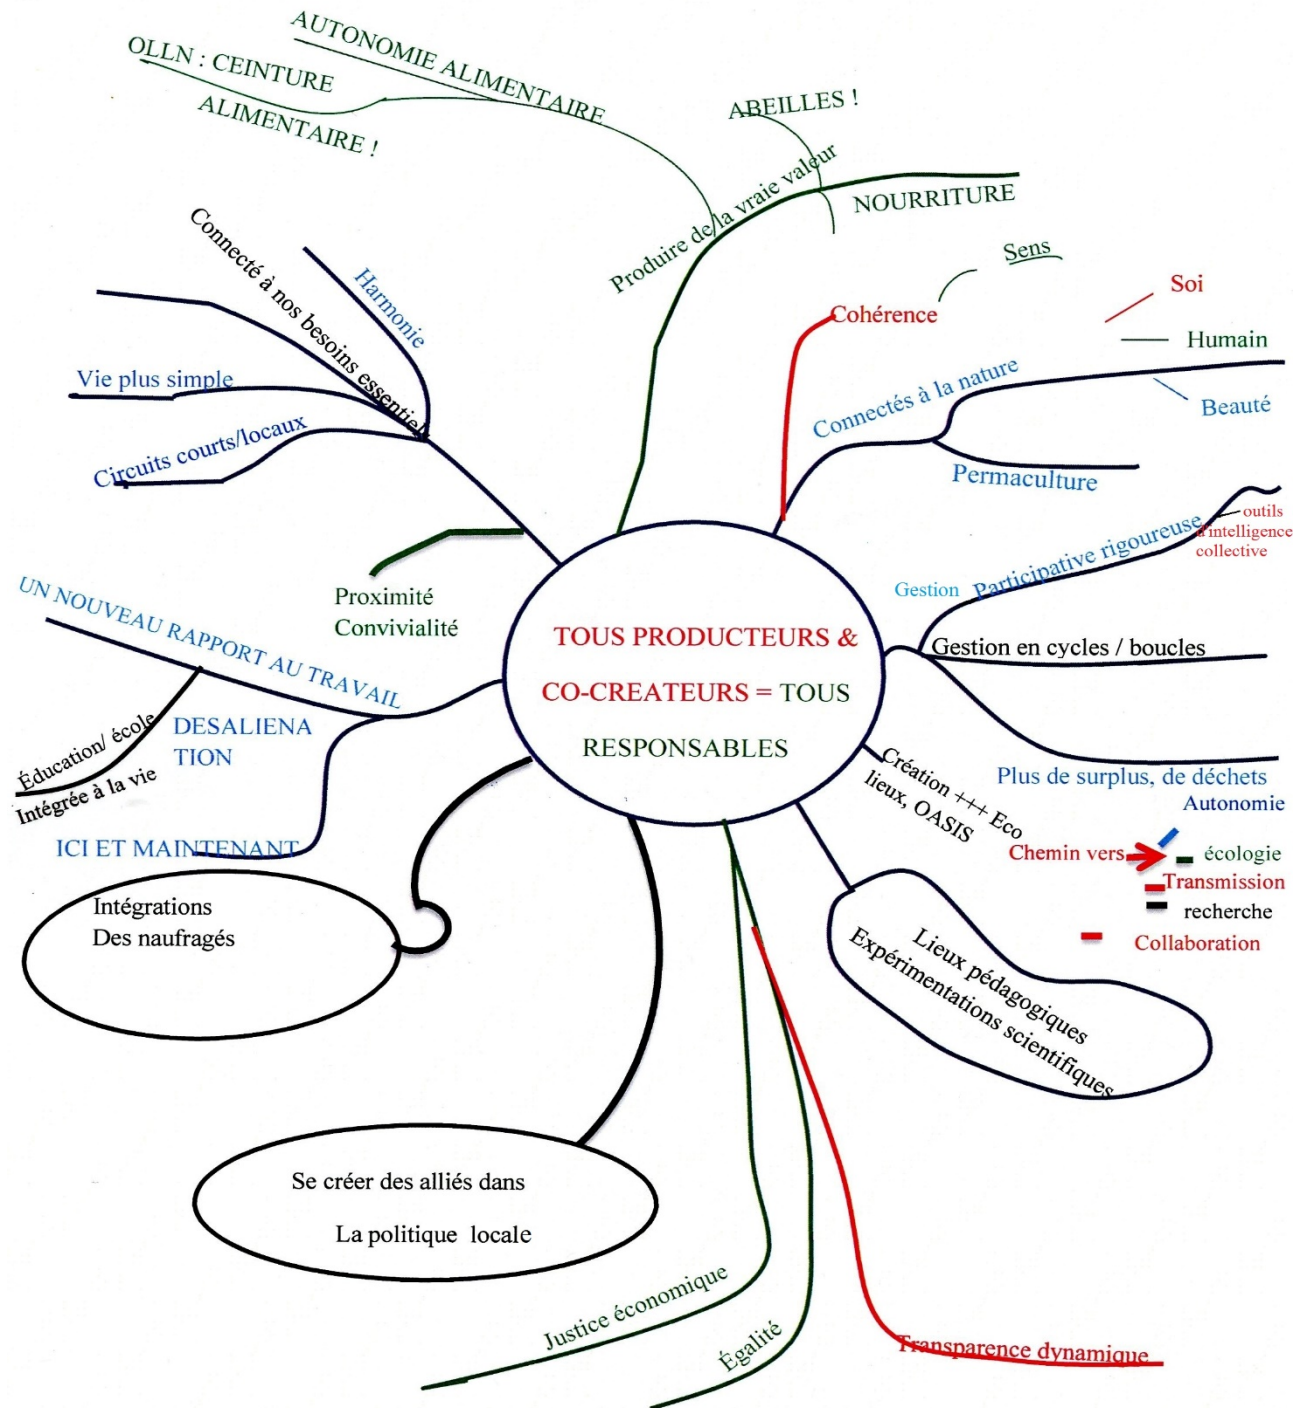 AUTONOMIE ALIMENTAIRE
OLLN : CEINTURE
ALIMENTAIRE !
ABEILLES !
Produire de la vraie valeur
NOURRITURE
Connecté à nos besoins essentiels
Harmonie
Vie plus simple
Circuits courts/locaux
Sens
Cohérence
Soi
Humain
Connectés à la nature
Beauté
Permaculture
outils
d'intelligence
collective
Gestion Participative rigoureuse
Gestion en cycles / boucles
Plus de surplus, de déchets
Proximité
Convivialité
TOUS PRODUCTEURS &
CO-CREATEURS = TOUS
RESPONSABLES
UN NOUVEAU RAPPORT AU TRAVAIL
DESALIENA
TION
Éducation/ école
Intégrée à la vie
ICI ET MAINTENANT
Création +++ Eco
lieux, OASIS
Autonomie
Chemin vers
écologie
Transmission
recherche
Collaboration
Intégrations
Des naufragés
Lieux pédagogiques
Expérimentations scientifiques
Se créer des alliés dans
La politique locale
Justice économique
Égalité
Transparence dynamique